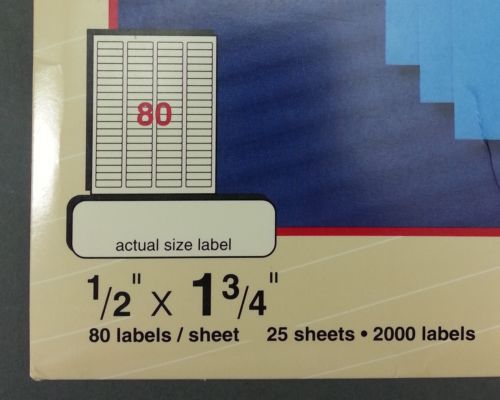 80
actual size label
1/2" x 1 3/4"
80 labels / sheet 25 sheets • 2000 labels